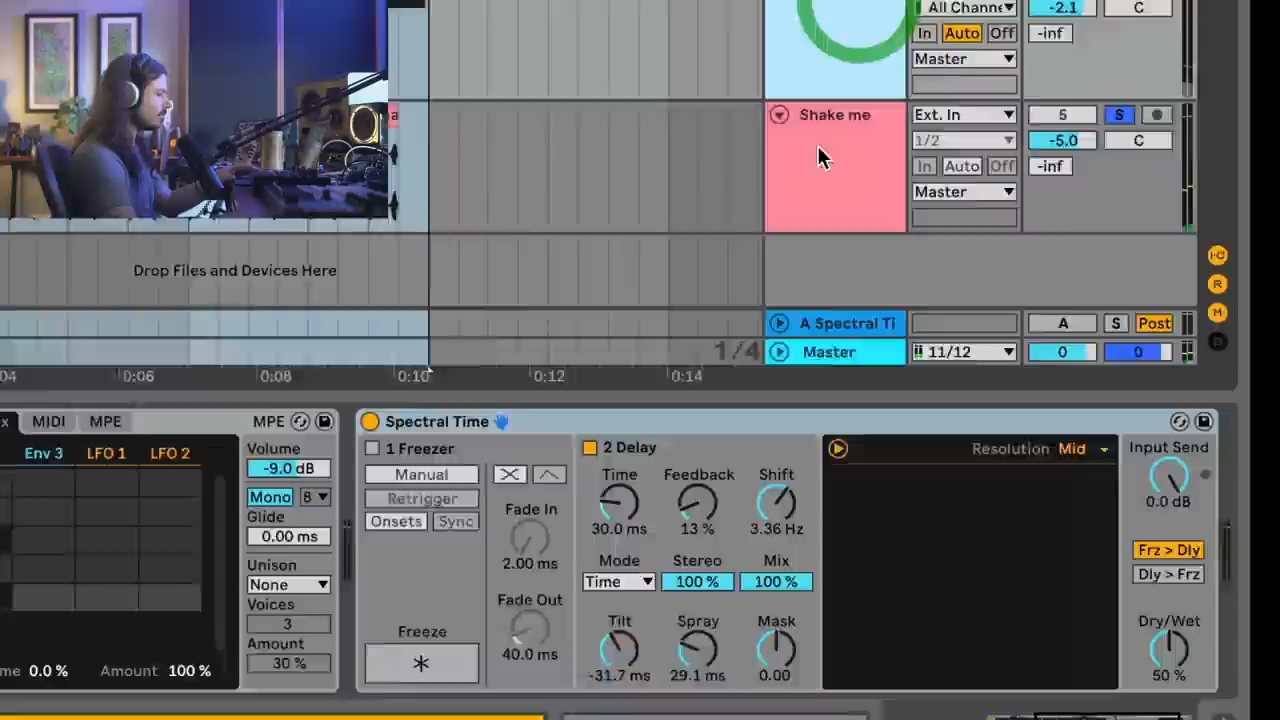 All Channe
-2.1
C
In
Auto
Off
-inf
Master
a
Shake me
Ext. In
5
S
1/2
-5.0
C
In
Auto
Off
-inf
Master
Drop Files and Devices Here
A Spectral Ti
A
S
Post
1/4
Master
11/12
0
0
04
0:06
0:08
0:10
0:12
0:14
x
MIDI
MPE
MPE
Env 3
LFO 1
LFO 2
Volume
-9.0 dB
Mono
8
Glide
0.00 ms
Unison
None
Voices
3
Amount
30 %
me
0.0 %
Amount
100 %
Spectral Time
1 Freezer
Manual
Retrigger
Onsets
Sync
Fade In
2.00 ms
Fade Out
40.0 ms
Freeze
*
2 Delay
Time
Feedback
Shift
30.0 ms
13 %
3.36 Hz
Mode
Stereo
Mix
Time
100 %
100 %
Tilt
Spray
Mask
-31.7 ms
29.1 ms
0.00
Resolution
Mid
Input Send
0.0 dB
Frz > Dly
Dly > Frz
Dry/Wet
50 %
I·O
R
M
D